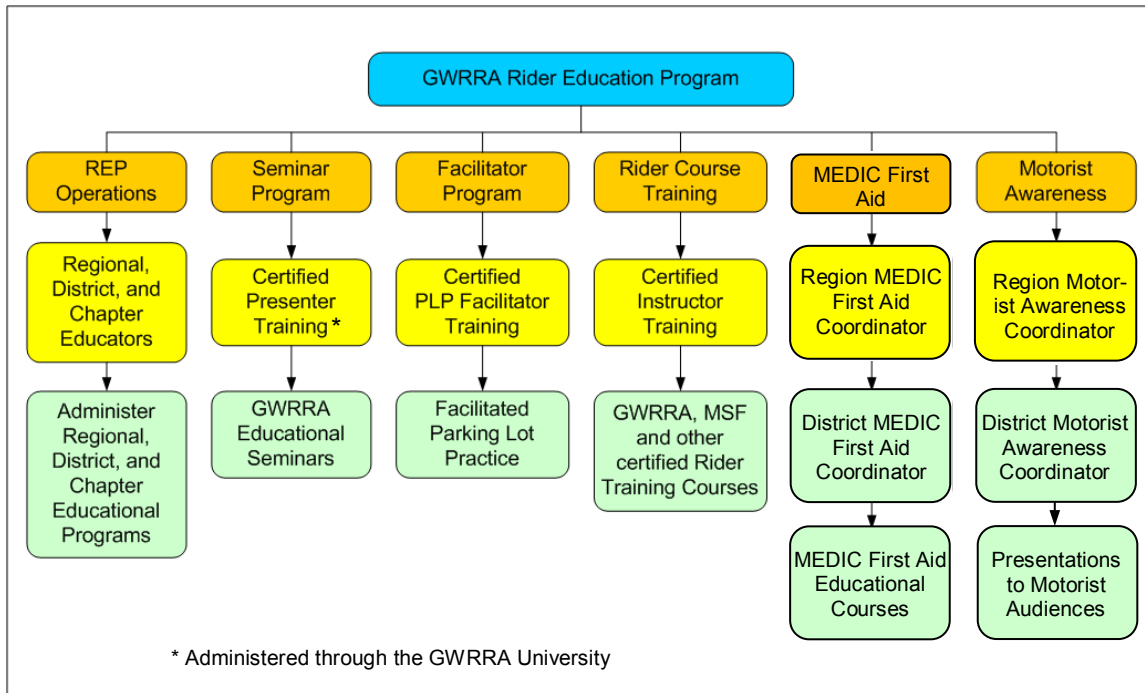 GWRRA Rider Education Program
REP
Operations
Seminar
Program
Facilitator
Program
Rider Course
Training
MEDIC First
Aid
Motorist
Awareness
Regional,
District, and
Chapter
Educators
Certified
Presenter
Training *
Certified
PLP Facilitator
Training
Certified
Instructor
Training
Region MEDIC
First Aid
Coordinator
Region Motor-
ist Awareness
Coordinator
Administer
Regional,
District, and
Chapter
Educational
Programs
GWRRA
Educational
Seminars
Facilitated
Parking Lot
Practice
GWRRA, MSF
and other
certified Rider
Training Courses
District MEDIC
First Aid
Coordinator
District Motorist
Awareness
Coordinator
MEDIC First Aid
Educational
Courses
Presentations
to Motorist
Audiences
* Administered through the GWRRA University